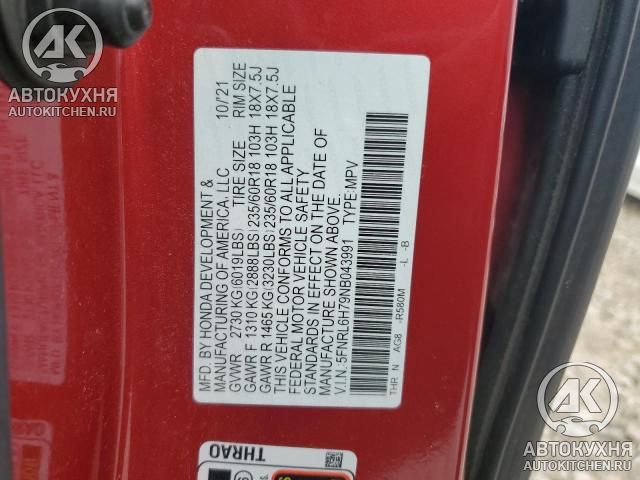 MFD. BY HONDA DEVELOPMENT &
MANUFACTURING OF AMERICA, LLC 10/21
GVWR 2730 KG(6019LBS) TIRE SIZE RIM SIZE
GAWR F 1310 KG(2888LBS) 235/60R18 103H 18X7.5J
GAWR R 1465 KG(3230LBS) 235/60R18 103H 18X7.5J
THIS VEHICLE CONFORMS TO ALL APPLICABLE
FEDERAL MOTOR VEHICLE SAFETY
STANDARDS IN EFFECT ON THE DATE OF
MANUFACTURE SHOWN ABOVE.
V.I.N.:5FNRL6H79NB043991 TYPE:MPV
THR N AG8 -R580M -L -B
THRA0
АВТОКУХНЯ
AUTOKITCHEN.RU
АВТОКУХНЯ
AUTOKITCHEN.RU